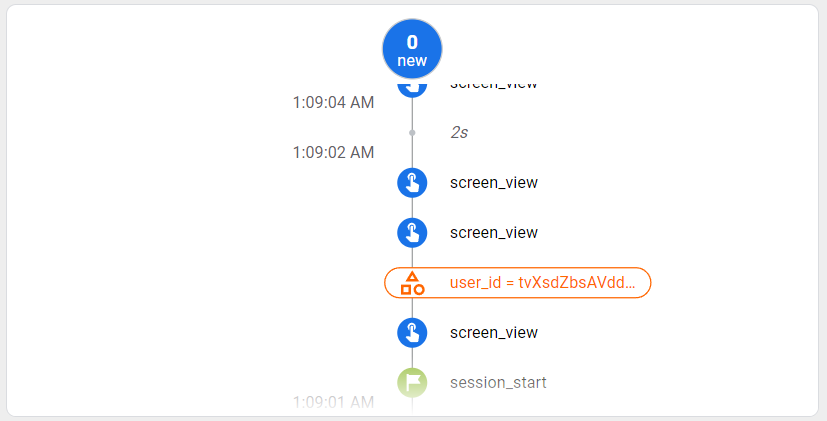 0
new
screen_view
1:09:04 AM
2s
1:09:02 AM
screen_view
screen_view
user_id = tvXsdZbsAVdd...
screen_view
session_start
1:09:01 AM